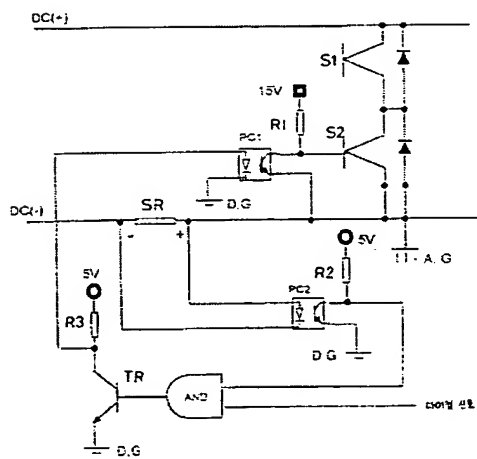 DC(+)
S1
15V
R1
PC1
S2
D.G
DC(-)
SR
- +
5V
A.G
5V
R2
PC2
R3
D.G
TR
AND
D.G